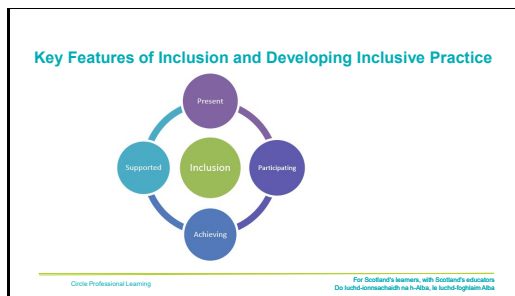 Key Features of Inclusion and Developing Inclusive Practice
Present
Supported
Inclusion
Participating
Achieving
Circle Professional Learning
For Scotland's learners, with Scotland's educators
Do luchd-ionnsachaidh na h-Alba, le luchd-foghlaim Alba